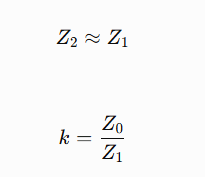 Z₂ ≈ Z₁
k = Z₀/Z₁